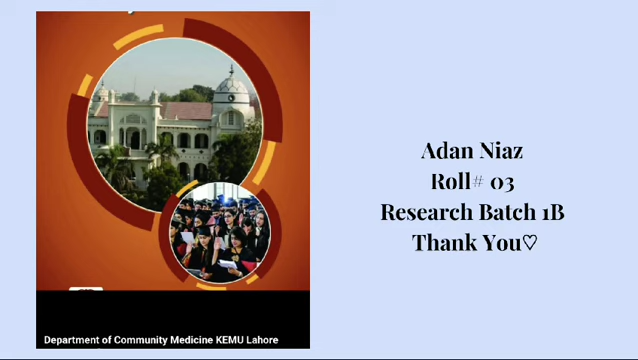 Department of Community Medicine KEMU Lahore
Adan Niaz
Roll# 03
Research Batch 1B
Thank You♡